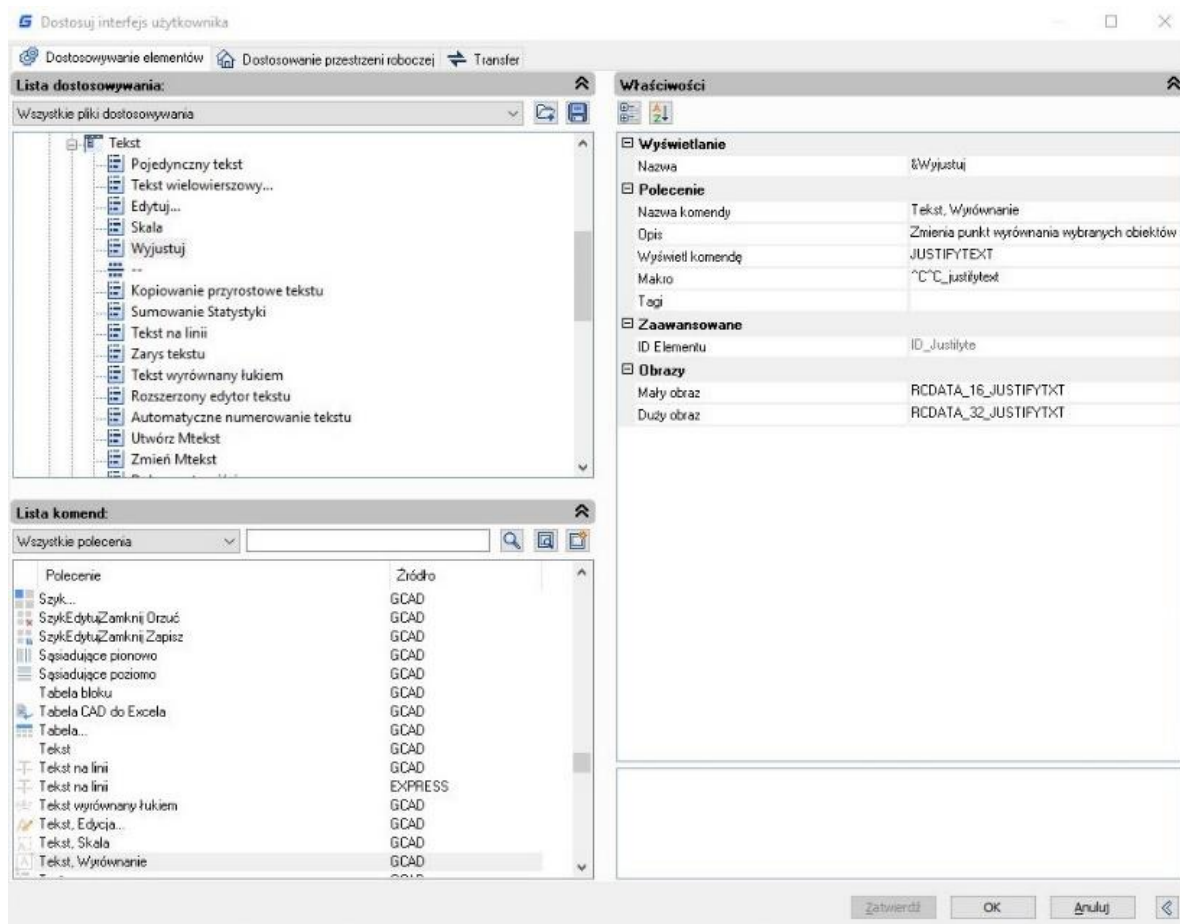 Dostosuj interfejs użytkownika
Dostosowywanie elementów
Dostosowanie przestrzeni roboczej
Transfer
Lista dostosowywania:
Wszystkie pliki dostosowywania
Tekst
Pojedynczny tekst
Tekst wielowierszowy...
Edytuj...
Skala
Wyjustuj
--
Kopiowanie przyrostowe tekstu
Sumowanie Statystyki
Tekst na linii
Zarys tekstu
Tekst wyrównany łukiem
Rozszerzony edytor tekstu
Automatyczne numerowanie tekstu
Utwórz Mtekst
Zmień Mtekst
Lista komend:
Wszystkie polecenia
Polecenie Źródło
Szyk... GCAD
SzykEdytujZamknij Orzuć GCAD
SzykEdytujZamknij Zapisz GCAD
Sąsiadujące pionowo GCAD
Sąsiadujące poziomo GCAD
Tabela bloku GCAD
Tabela CAD do Excela GCAD
Tabela... GCAD
Tekst GCAD
Tekst na linii GCAD
Tekst na linii EXPRESS
Tekst wyrównany łukiem GCAD
Tekst, Edycja... GCAD
Tekst, Skala GCAD
Tekst, Wyrównanie GCAD
Właściwości
Wyświetlanie
Nazwa &Wyjustuj
Polecenie
Nazwa komendy Tekst, Wyrównanie
Opis Zmienia punkt wyrównania wybranych obiektów
Wyświetl komendę JUSTIFYTEXT
Makro ^C^C_justifytext
Tagi
Zaawansowane
ID Elementu ID_Justifyte
Obrazy
Mały obraz RCDATA_16_JUSTIFYTXT
Duży obraz RCDATA_32_JUSTIFYTXT
Zatwierdź
OK
Anuluj